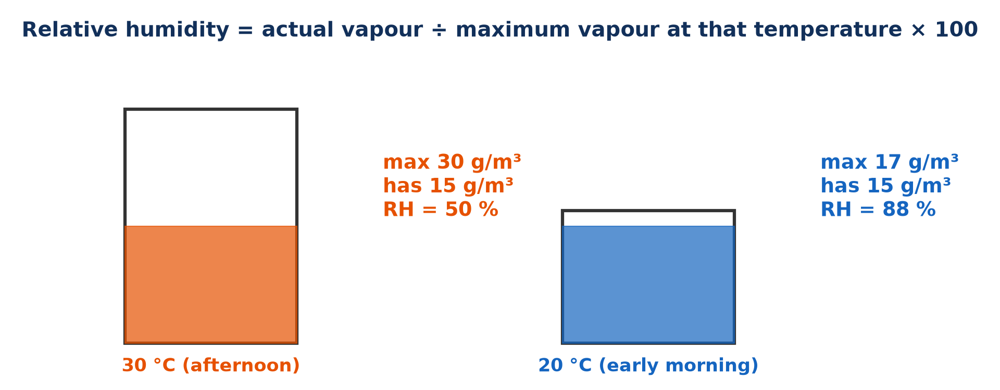 Relative humidity = actual vapour ÷ maximum vapour at that temperature × 100
max 30 g/m³
has 15 g/m³
RH = 50 %
max 17 g/m³
has 15 g/m³
RH = 88 %
30 °C (afternoon)
20 °C (early morning)